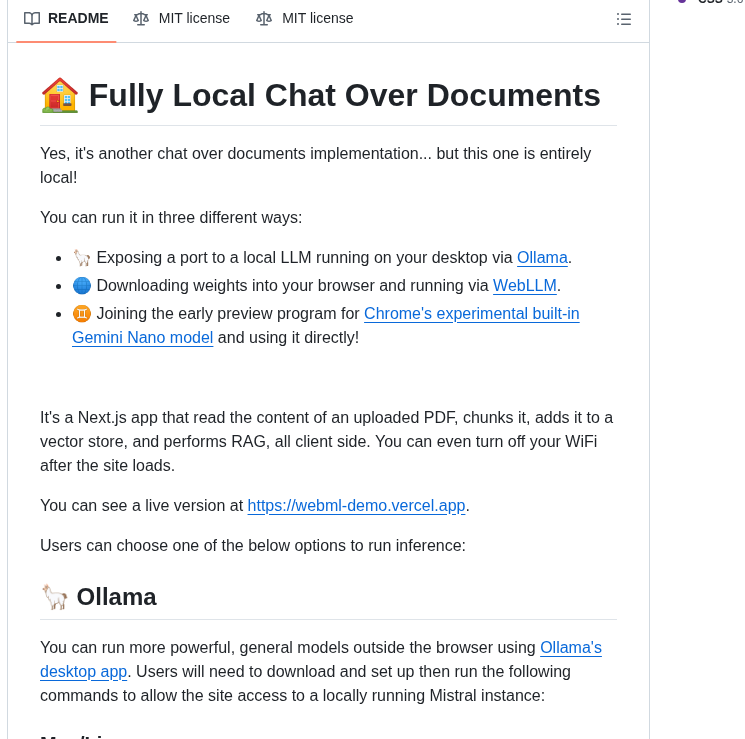 README MIT license MIT license
🏠 Fully Local Chat Over Documents
Yes, it's another chat over documents implementation... but this one is entirely
local!
You can run it in three different ways:
• 🦙 Exposing a port to a local LLM running on your desktop via Ollama.
• 🌐 Downloading weights into your browser and running via WebLLM.
• ♊ Joining the early preview program for Chrome's experimental built-in
Gemini Nano model and using it directly!
It's a Next.js app that read the content of an uploaded PDF, chunks it, adds it to a
vector store, and performs RAG, all client side. You can even turn off your WiFi
after the site loads.
You can see a live version at https://webml-demo.vercel.app.
Users can choose one of the below options to run inference:
🦙 Ollama
You can run more powerful, general models outside the browser using Ollama's
desktop app. Users will need to download and set up then run the following
commands to allow the site access to a locally running Mistral instance: